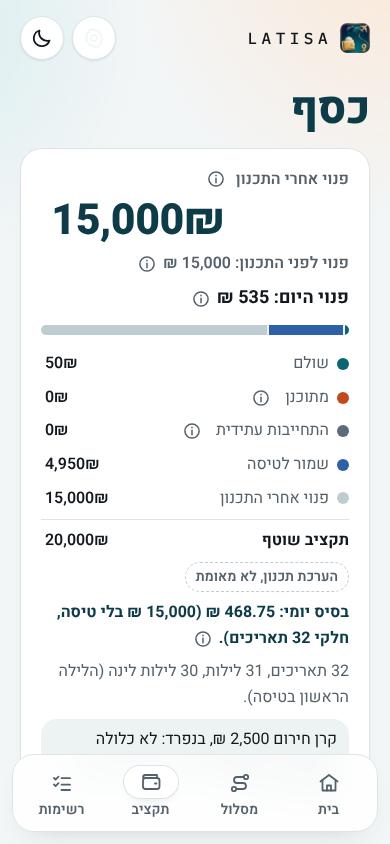 LATISA
כסף
פנוי אחרי התכנון
15,000₪
פנוי לפני התכנון: 15,000 ₪
פנוי היום: 535 ₪
שולם 50₪
מתוכנן 0₪
התחייבות עתידית 0₪
שמור לטיסה 4,950₪
פנוי אחרי התכנון 15,000₪
תקציב שוטף 20,000₪
הערכת תכנון, לא מאומת
בסיס יומי: 468.75 ₪ (15,000 ₪ בלי טיסה,
חלקי 32 תאריכים).
32 תאריכים, 31 לילות, 30 לילות לינה (הלילה
הראשון בטיסה).
קרן חירום 2,500 ₪, בנפרד: לא כלולה
בית
מסלול
תקציב
רשימות